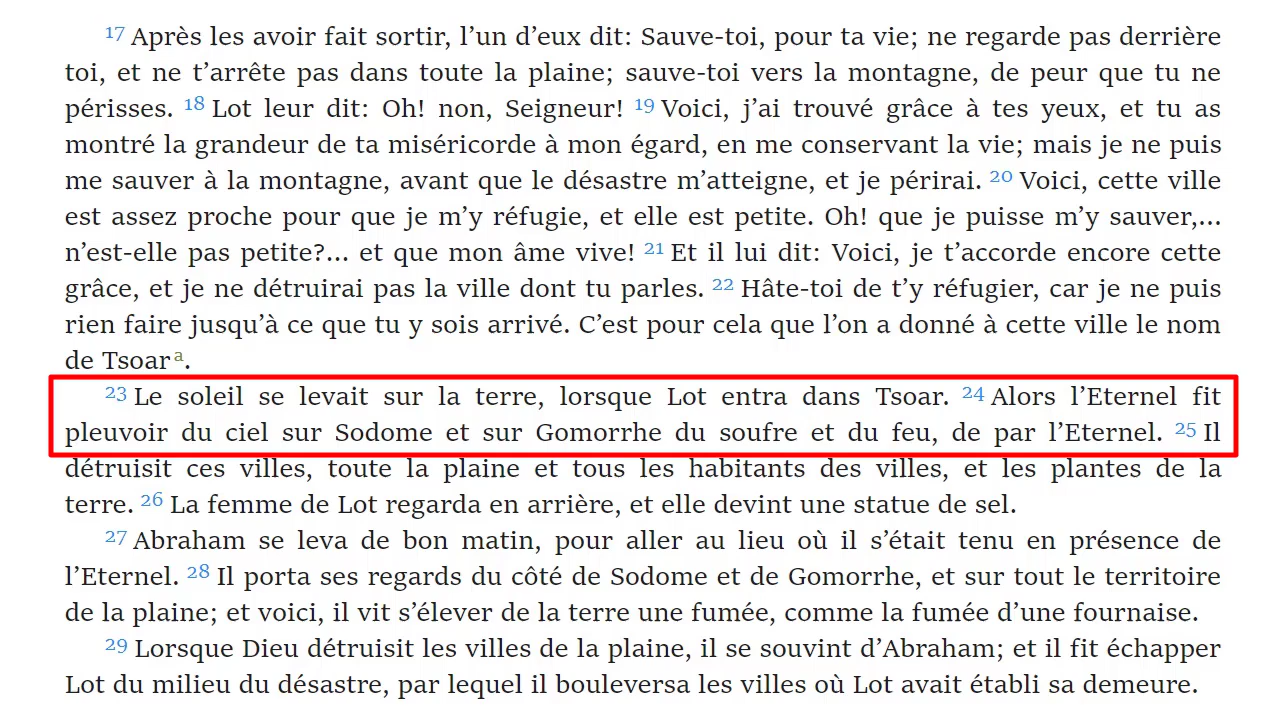 17 Après les avoir fait sortir, l’un d’eux dit: Sauve-toi, pour ta vie; ne regarde pas derrière
toi, et ne t’arrête pas dans toute la plaine; sauve-toi vers la montagne, de peur que tu ne
périsses. 18 Lot leur dit: Oh! non, Seigneur! 19 Voici, j’ai trouvé grâce à tes yeux, et tu as
montré la grandeur de ta miséricorde à mon égard, en me conservant la vie; mais je ne puis
me sauver à la montagne, avant que le désastre m’atteigne, et je périrai. 20 Voici, cette ville
est assez proche pour que je m’y réfugie, et elle est petite. Oh! que je puisse m’y sauver,...
n’est-elle pas petite?... et que mon âme vive! 21 Et il lui dit: Voici, je t’accorde encore cette
grâce, et je ne détruirai pas la ville dont tu parles. 22 Hâte-toi de t’y réfugier, car je ne puis
rien faire jusqu’à ce que tu y sois arrivé. C’est pour cela que l’on a donné à cette ville le nom
de Tsoar a.
23 Le soleil se levait sur la terre, lorsque Lot entra dans Tsoar. 24 Alors l’Eternel fit
pleuvoir du ciel sur Sodome et sur Gomorrhe du soufre et du feu, de par l’Eternel. 25 Il
détruisit ces villes, toute la plaine et tous les habitants des villes, et les plantes de la
terre. 26 La femme de Lot regarda en arrière, et elle devint une statue de sel.
27 Abraham se leva de bon matin, pour aller au lieu où il s’était tenu en présence de
l’Eternel. 28 Il porta ses regards du côté de Sodome et de Gomorrhe, et sur tout le territoire
de la plaine; et voici, il vit s’élever de la terre une fumée, comme la fumée d’une fournaise.
29 Lorsque Dieu détruisit les villes de la plaine, il se souvint d’Abraham; et il fit échapper
Lot du milieu du désastre, par lequel il bouleversa les villes où Lot avait établi sa demeure.